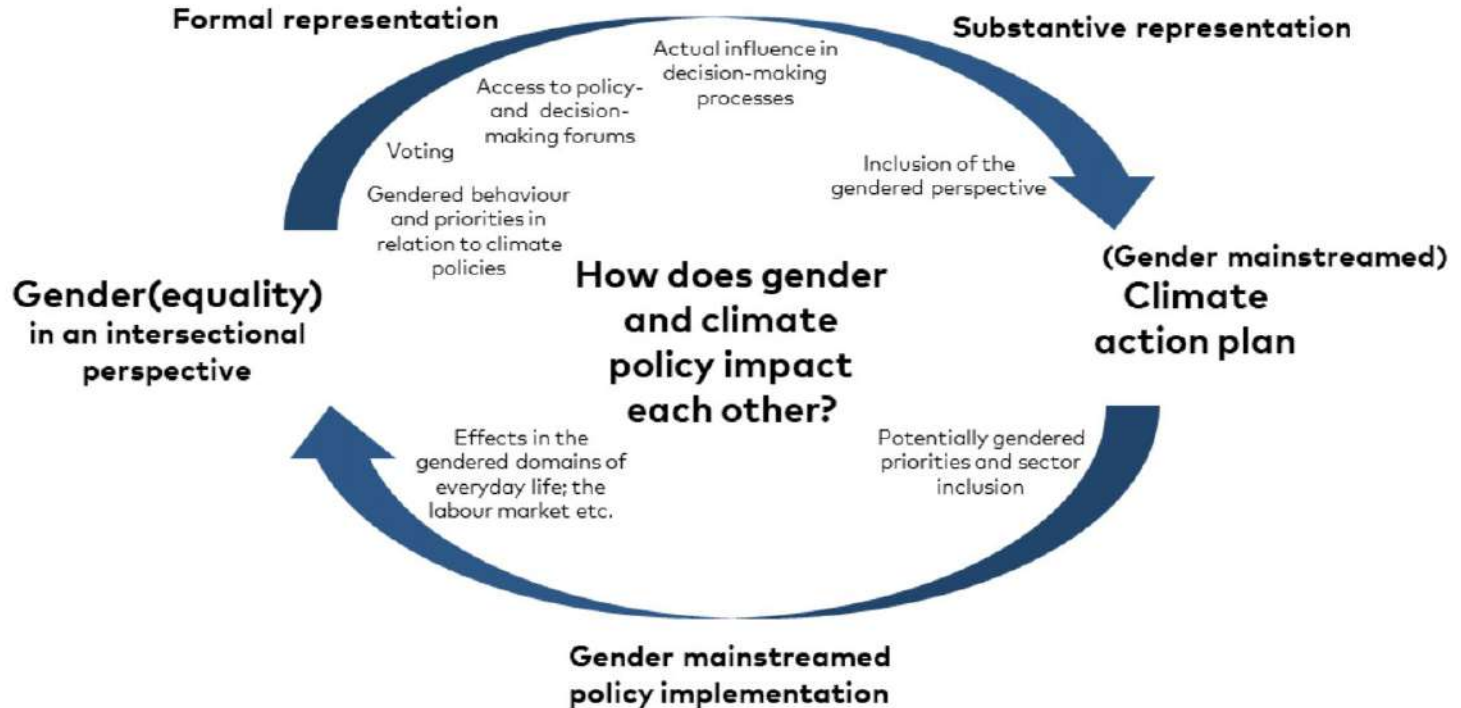 Formal representation
Substantive representation
Actual influence in
decision-making
processes
Access to policy-
and decision-
making forums
Voting
Inclusion of the
gendered perspective
Gendered behaviour
and priorities in
relation to climate
policies
Gender(equality)
in an intersectional
perspective
How does gender
and climate
policy impact
each other?
(Gender mainstreamed)
Climate
action plan
Effects in the
gendered domains of
everyday life; the
labour market etc.
Potentially gendered
priorities and sector
inclusion
Gender mainstreamed
policy implementation